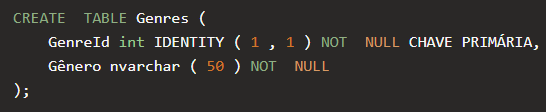 CREATE  TABLE Genres (
GenreId int IDENTITY ( 1 , 1 ) NOT  NULL CHAVE PRIMÁRIA,
Gênero nvarchar ( 50 ) NOT  NULL
);